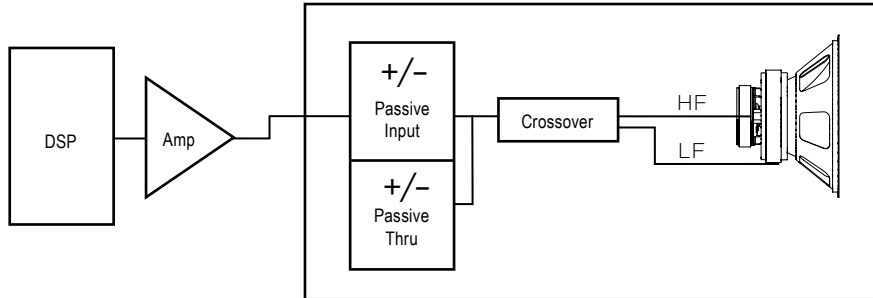 DSP
Amp
+/–
Passive
Input
+/–
Passive
Thru
Crossover
HF
LF